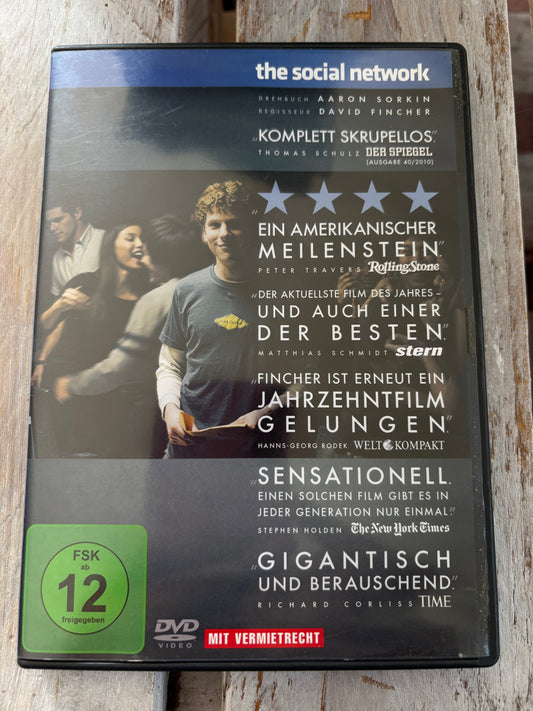 the social network
DREHBUCH AARON SORKIN
REGISSEUR DAVID FINCHER
„KOMPLETT SKRUPELLOS“
THOMAS SCHULZ DER SPIEGEL
(AUSGABE 40/2010)
„EIN AMERIKANISCHER
MEILENSTEIN.“
PETER TRAVERS RollingStone
„DER AKTUELLSTE FILM DES JAHRES –
UND AUCH EINER
DER BESTEN.“
MATTHIAS SCHMIDT stern
„FINCHER IST ERNEUT EIN
JAHRZEHNTFILM
GELUNGEN.“
HANNS-GEORG RODEK WELT KOMPAKT
„SENSATIONELL.
EINEN SOLCHEN FILM GIBT ES IN
JEDER GENERATION NUR EINMAL.“
STEPHEN HOLDEN The New York Times
„GIGANTISCH
UND BERAUSCHEND.“
RICHARD CORLISS TIME
FSK
ab
12
freigegeben
DVD
VIDEO
MIT VERMIETRECHT